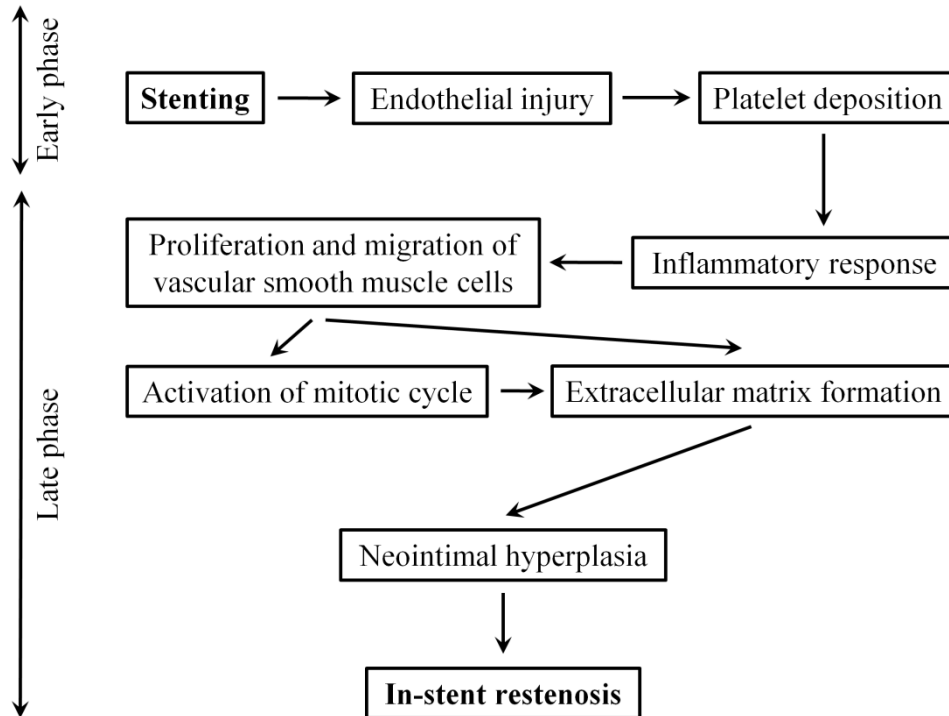 Early phase
Stenting
Endothelial injury
Platelet deposition
Late phase
Proliferation and migration of
vascular smooth muscle cells
Inflammatory response
Activation of mitotic cycle
Extracellular matrix formation
Neointimal hyperplasia
In-stent restenosis